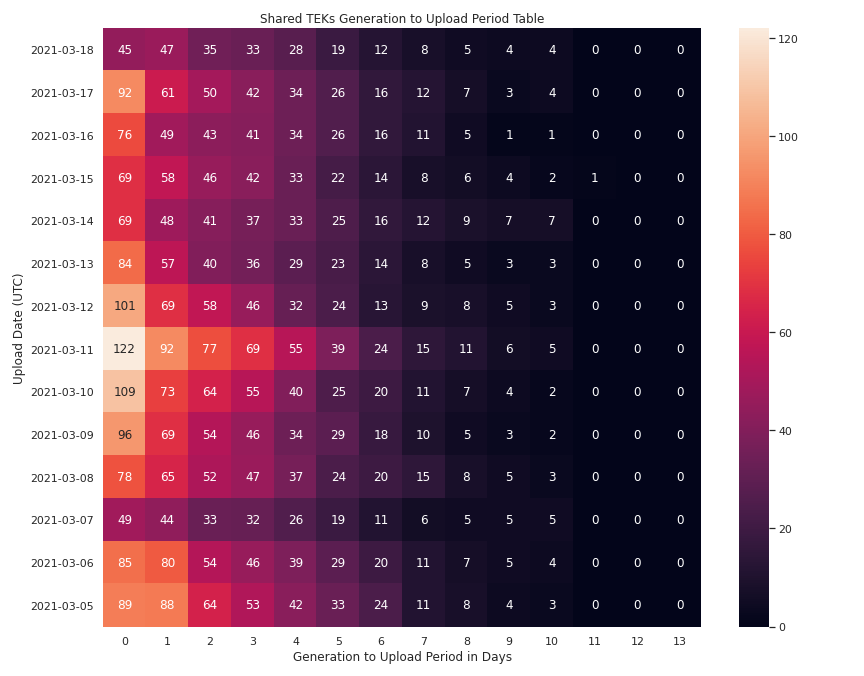 Shared TEKs Generation to Upload Period Table
Upload Date (UTC)
2021-03-18 45 47 35 33 28 19 12 8 5 4 4 0 0 0
2021-03-17 92 61 50 42 34 26 16 12 7 3 4 0 0 0
2021-03-16 76 49 43 41 34 26 16 11 5 1 1 0 0 0
2021-03-15 69 58 46 42 33 22 14 8 6 4 2 1 0 0
2021-03-14 69 48 41 37 33 25 16 12 9 7 7 0 0 0
2021-03-13 84 57 40 36 29 23 14 8 5 3 3 0 0 0
2021-03-12 101 69 58 46 32 24 13 9 8 5 3 0 0 0
2021-03-11 122 92 77 69 55 39 24 15 11 6 5 0 0 0
2021-03-10 109 73 64 55 40 25 20 11 7 4 2 0 0 0
2021-03-09 96 69 54 46 34 29 18 10 5 3 2 0 0 0
2021-03-08 78 65 52 47 37 24 20 15 8 5 3 0 0 0
2021-03-07 49 44 33 32 26 19 11 6 5 5 5 0 0 0
2021-03-06 85 80 54 46 39 29 20 11 7 5 4 0 0 0
2021-03-05 89 88 64 53 42 33 24 11 8 4 3 0 0 0
0 1 2 3 4 5 6 7 8 9 10 11 12 13
Generation to Upload Period in Days
120
100
80
60
40
20
0